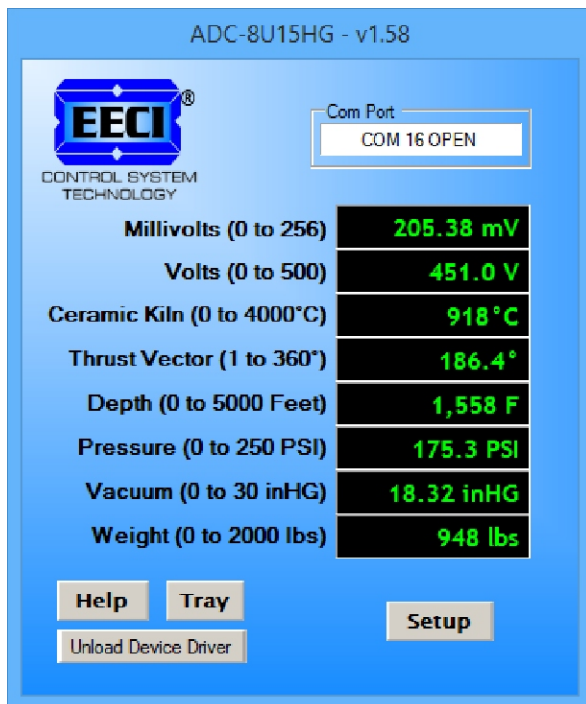 ADC-8U15HG - v1.58
EECI®
CONTROL SYSTEM
TECHNOLOGY
Com Port
COM 16 OPEN
Millivolts (0 to 256) 205.38 mV
Volts (0 to 500) 451.0 V
Ceramic Kiln (0 to 4000°C) 918°C
Thrust Vector (1 to 360°) 186.4°
Depth (0 to 5000 Feet) 1,558 F
Pressure (0 to 250 PSI) 175.3 PSI
Vacuum (0 to 30 inHG) 18.32 inHG
Weight (0 to 2000 lbs) 948 lbs
Help Tray
Setup
Unload Device Driver